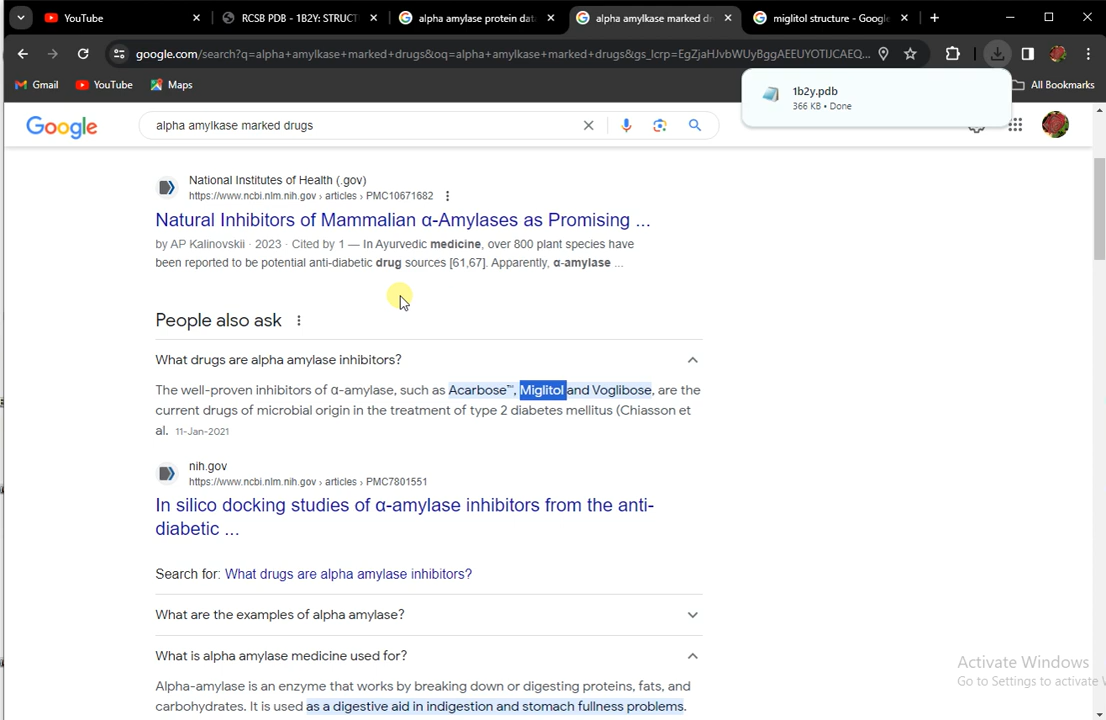 YouTube
RCSB PDB - 1B2Y: STRUCT
alpha amylase protein dat
alpha amylkase marked dr
miglitol structure - Google
google.com/search?q=alpha+amylkase+marked+drugs&oq=alpha+amylkase+marked+drugs&gs_lcrp=EgZjaHJvbWUyBggAEEUYOTIJCAEQ...
Gmail
YouTube
Maps
All Bookmarks
1b2y.pdb
366 KB • Done
Google
alpha amylkase marked drugs
National Institutes of Health (.gov)
https://www.ncbi.nlm.nih.gov › articles › PMC10671682
Natural Inhibitors of Mammalian α-Amylases as Promising ...
by AP Kalinovskii · 2023 · Cited by 1 — In Ayurvedic medicine, over 800 plant species have
been reported to be potential anti-diabetic drug sources [61,67]. Apparently, α-amylase ...
People also ask
What drugs are alpha amylase inhibitors?
The well-proven inhibitors of α-amylase, such as Acarbose™, Miglitol and Voglibose, are the
current drugs of microbial origin in the treatment of type 2 diabetes mellitus (Chiasson et
al. 11-Jan-2021
nih.gov
https://www.ncbi.nlm.nih.gov › articles › PMC7801551
In silico docking studies of α-amylase inhibitors from the anti-
diabetic ...
Search for: What drugs are alpha amylase inhibitors?
What are the examples of alpha amylase?
What is alpha amylase medicine used for?
Alpha-amylase is an enzyme that works by breaking down or digesting proteins, fats, and
carbohydrates. It is used as a digestive aid in indigestion and stomach fullness problems.
Activate Windows
Go to Settings to activate W